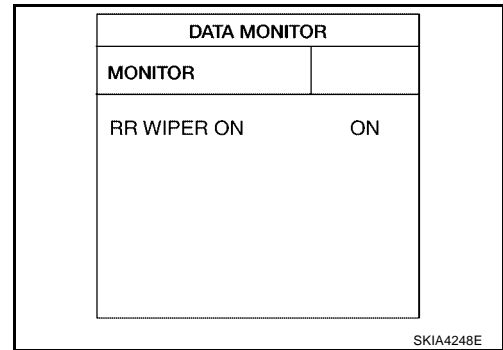 DATA MONITOR
MONITOR
RR WIPER ON ON
SKIA4248E